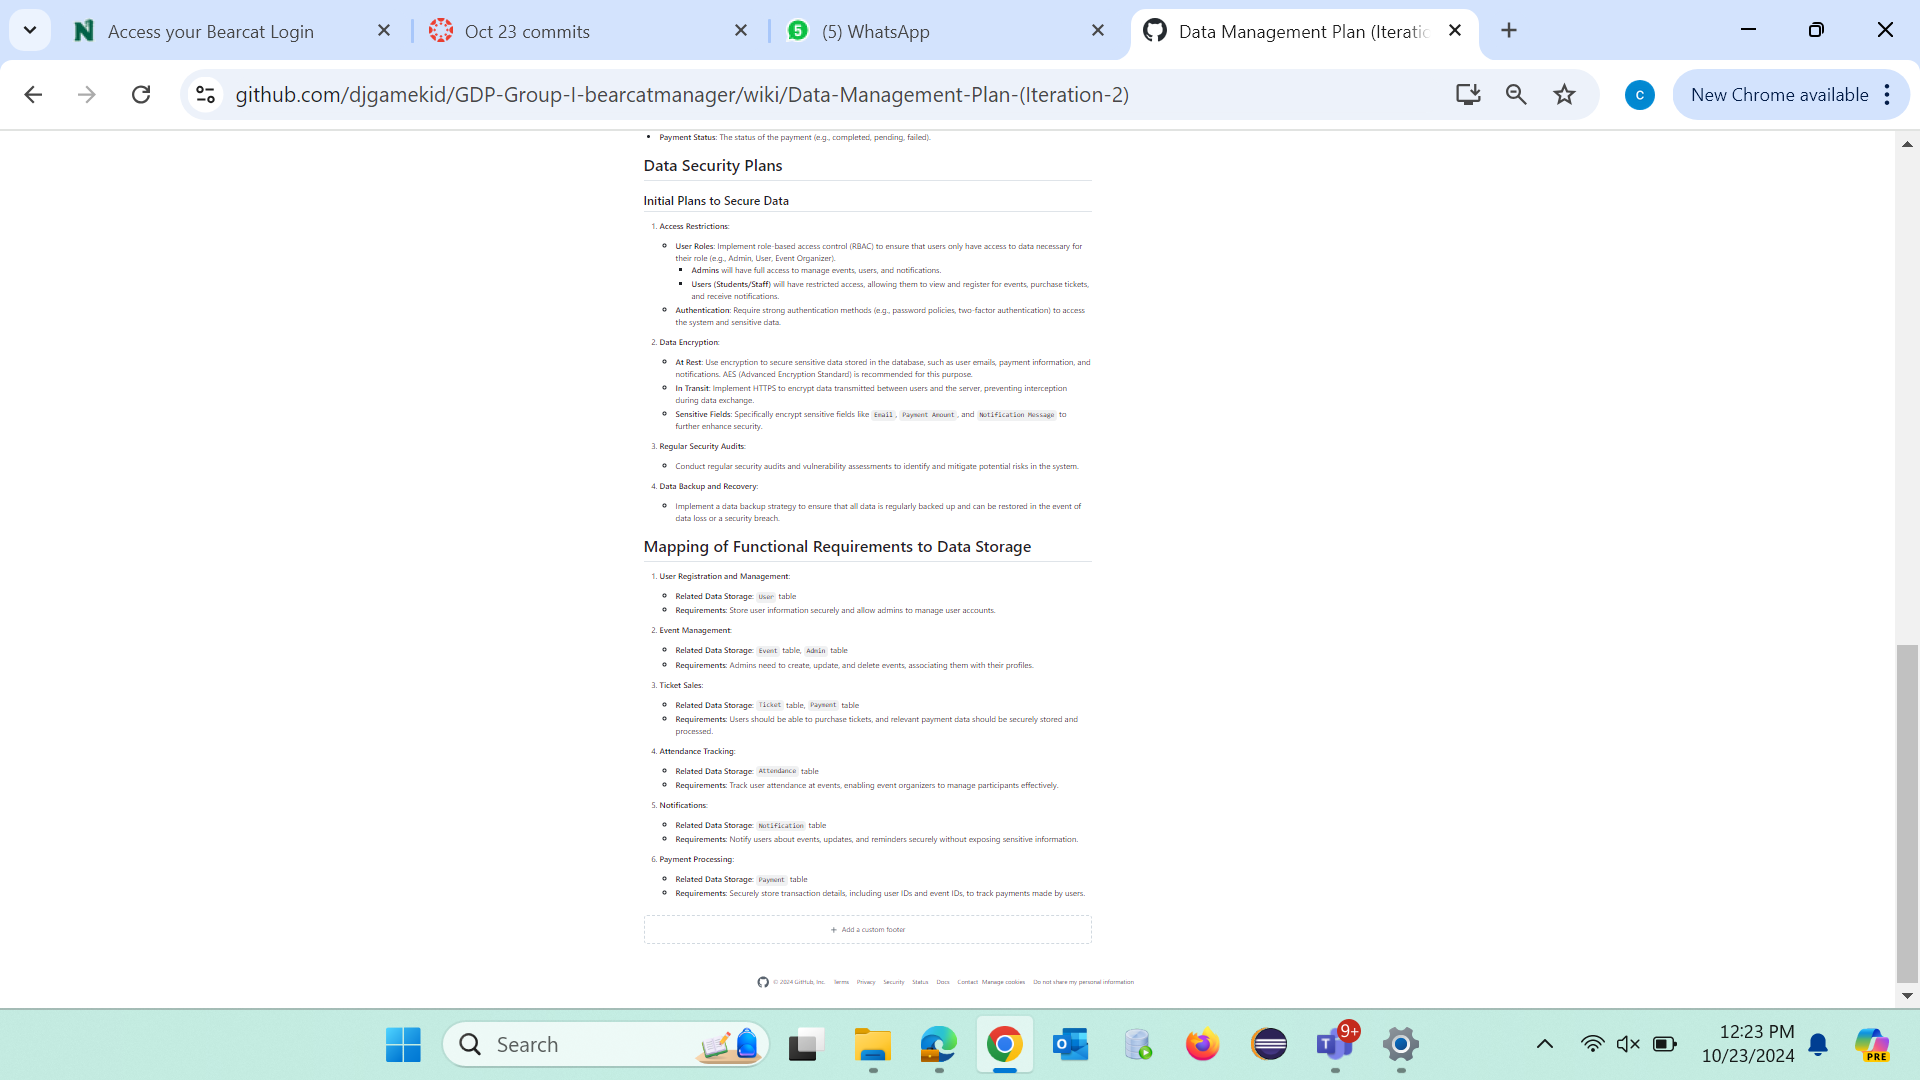 Access your Bearcat Login
Oct 23 commits
5
(5) WhatsApp
Data Management Plan (Iteratic
github.com/djgamekid/GDP-Group-I-bearcatmanager/wiki/Data-Management-Plan-(Iteration-2)
c
New Chrome available
Payment Status: The status of the payment (e.g., completed, pending, failed).
Data Security Plans
Initial Plans to Secure Data
1. Access Restrictions:
User Roles: Implement role-based access control (RBAC) to ensure that users only have access to data necessary for
their role (e.g., Admin, User, Event Organizer).
Admins will have full access to manage events, users, and notifications.
Users (Students/Staff) will have restricted access, allowing them to view and register for events, purchase tickets,
and receive notifications.
Authentication: Require strong authentication methods (e.g., password policies, two-factor authentication) to access
the system and sensitive data.
2. Data Encryption:
At Rest: Use encryption to secure sensitive data stored in the database, such as user emails, payment information, and
notifications. AES (Advanced Encryption Standard) is recommended for this purpose.
In Transit: Implement HTTPS to encrypt data transmitted between users and the server, preventing interception
during data exchange.
Sensitive Fields: Specifically encrypt sensitive fields like Email, Payment Amount, and Notification Message to
further enhance security.
3. Regular Security Audits:
Conduct regular security audits and vulnerability assessments to identify and mitigate potential risks in the system.
4. Data Backup and Recovery:
Implement a data backup strategy to ensure that all data is regularly backed up and can be restored in the event of
data loss or a security breach.
Mapping of Functional Requirements to Data Storage
1. User Registration and Management:
Related Data Storage: User table
Requirements: Store user information securely and allow admins to manage user accounts.
2. Event Management:
Related Data Storage: Event table, Admin table
Requirements: Admins need to create, update, and delete events, associating them with their profiles.
3. Ticket Sales:
Related Data Storage: Ticket table, Payment table
Requirements: Users should be able to purchase tickets, and relevant payment data should be securely stored and
processed.
4. Attendance Tracking:
Related Data Storage: Attendance table
Requirements: Track user attendance at events, enabling event organizers to manage participants effectively.
5. Notifications:
Related Data Storage: Notification table
Requirements: Notify users about events, updates, and reminders securely without exposing sensitive information.
6. Payment Processing:
Related Data Storage: Payment table
Requirements: Securely store transaction details, including user IDs and event IDs, to track payments made by users.
+ Add a custom footer
© 2024 GitHub, Inc. Terms Privacy Security Status Docs Contact Manage cookies Do not share my personal information
Search
9+
12:23 PM
10/23/2024
PRE